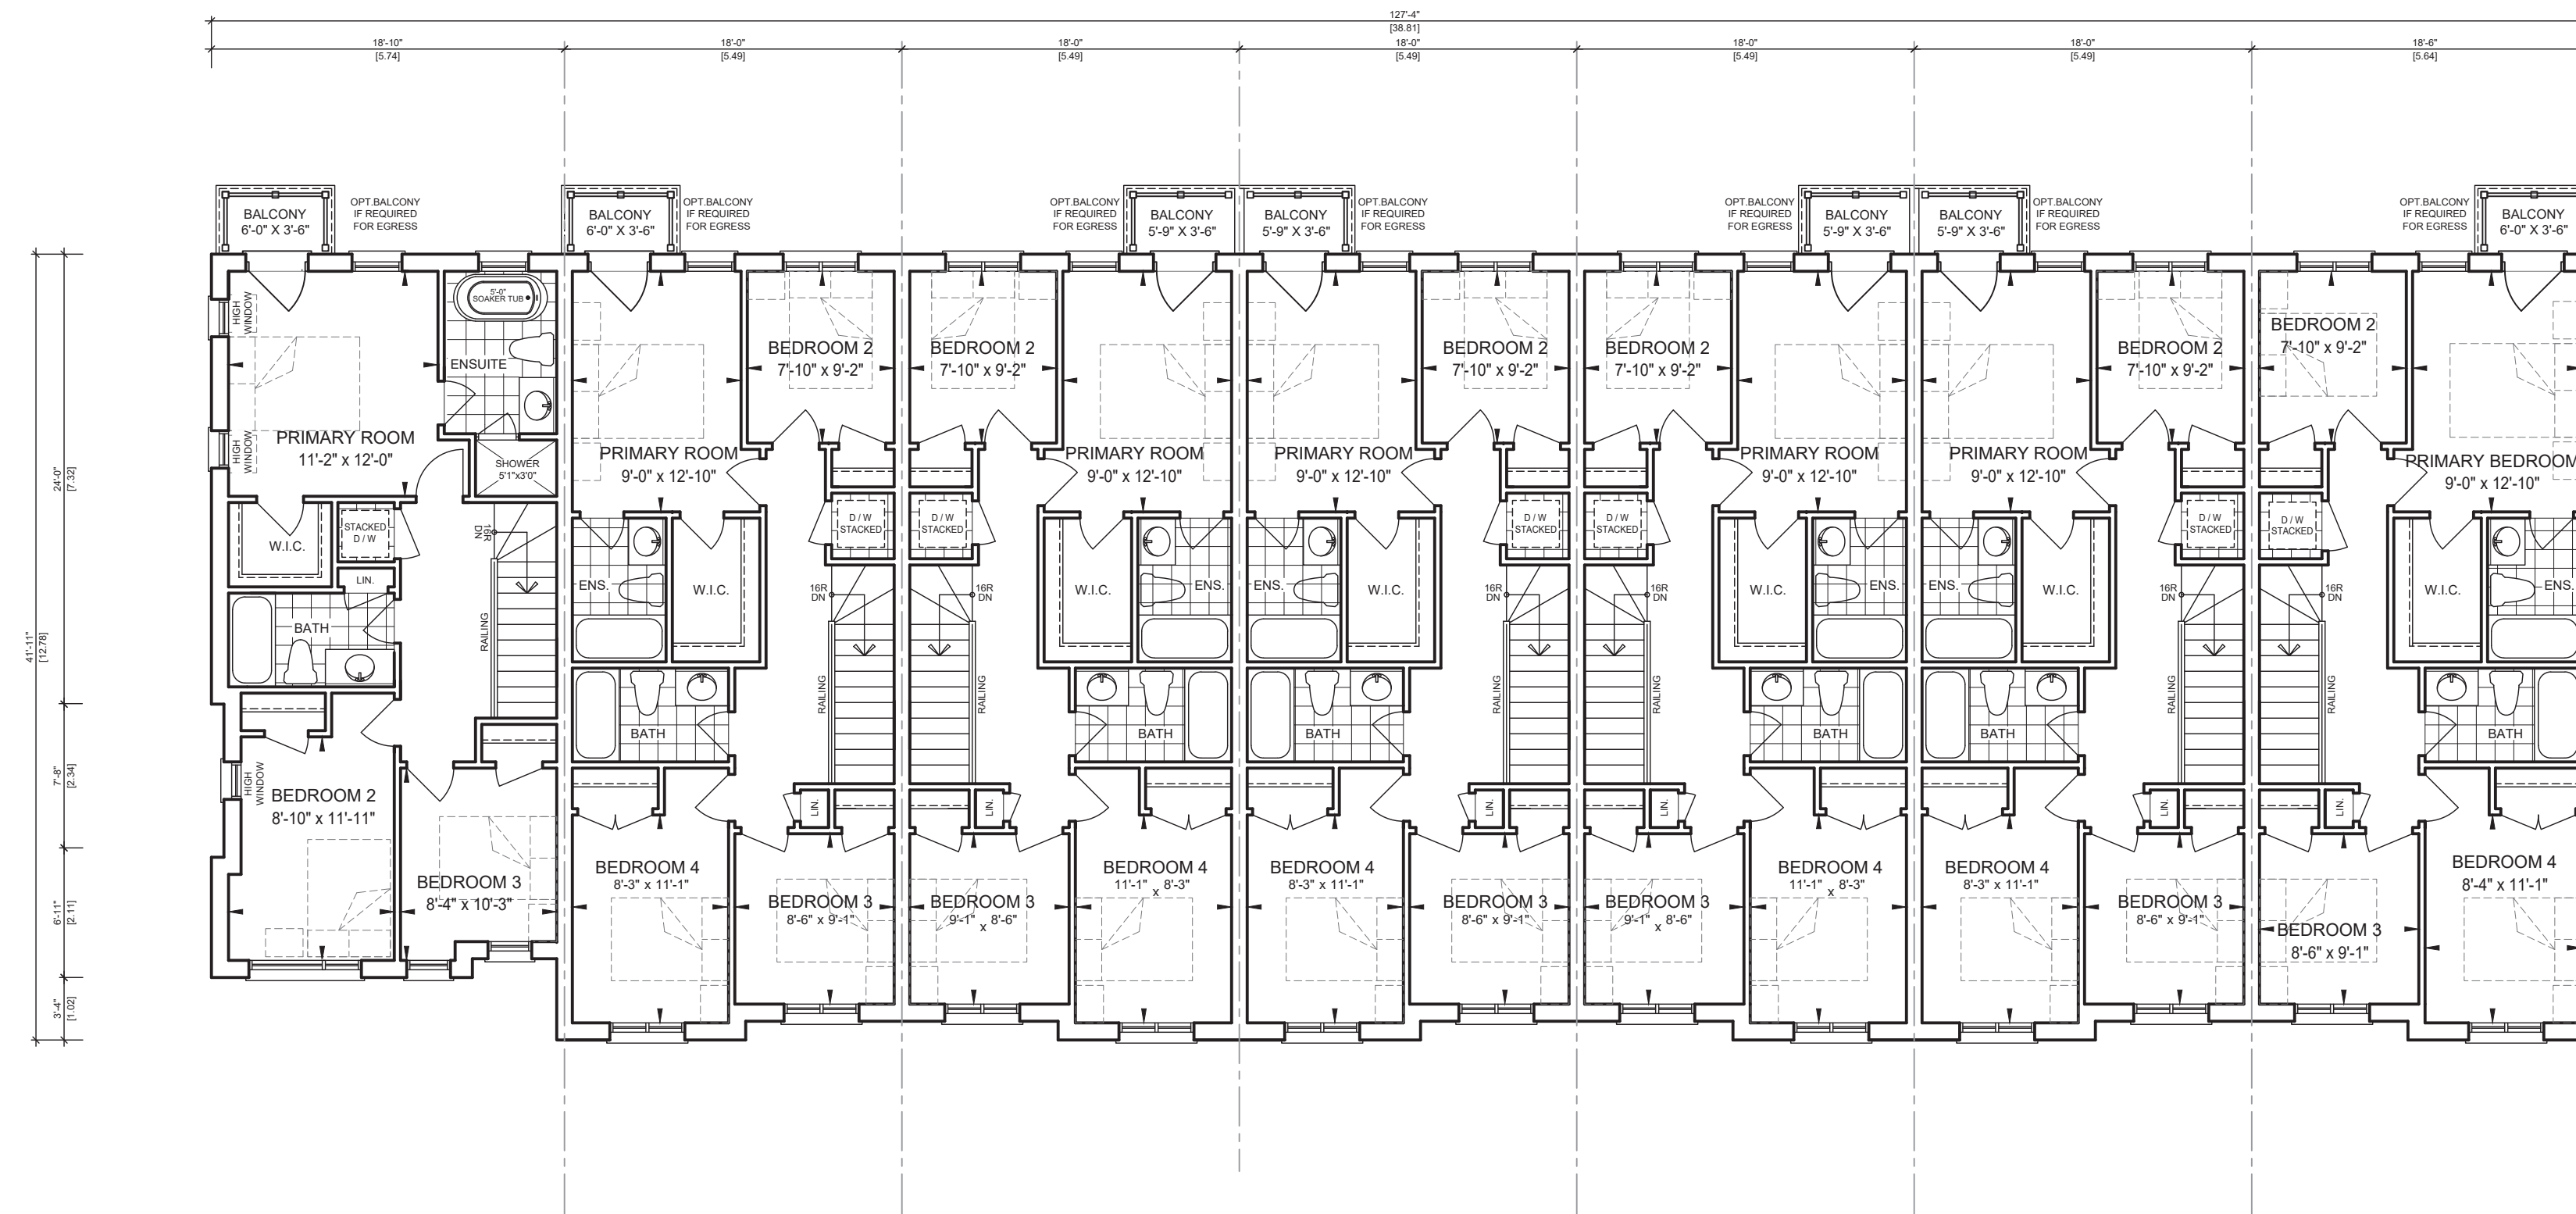 127'-4"
[38.81]
18'-10"
[5.74]
18'-0"
[5.49]
18'-0"
[5.49]
18'-0"
[5.49]
18'-0"
[5.49]
18'-0"
[5.49]
18'-6"
[5.64]
41'-11"
[12.78]
24'-0"
[7.32]
7'-8"
[2.34]
6'-11"
[2.11]
3'-4"
[1.02]
BALCONY
6'-0" X 3'-6"
OPT.BALCONY
IF REQUIRED
FOR EGRESS
HIGH
WINDOW
5'-0"
SOAKER TUB
ENSUITE
PRIMARY ROOM
11'-2" x 12'-0"
HIGH
WINDOW
SHOWER
5'1"x3'0"
W.I.C.
STACKED
D / W
16R
DN
LIN.
BATH
RAILING
HIGH
WINDOW
BEDROOM 2
8'-10" x 11'-11"
BEDROOM 3
8'-4" x 10'-3"
BALCONY
6'-0" X 3'-6"
OPT.BALCONY
IF REQUIRED
FOR EGRESS
BEDROOM 2
7'-10" x 9'-2"
PRIMARY ROOM
9'-0" x 12'-10"
D / W
STACKED
ENS.
W.I.C.
16R
DN
RAILING
BATH
LIN.
BEDROOM 4
8'-3" x 11'-1"
BEDROOM 3
8'-6" x 9'-1"
OPT.BALCONY
IF REQUIRED
FOR EGRESS
BALCONY
5'-9" X 3'-6"
BEDROOM 2
7'-10" x 9'-2"
PRIMARY ROOM
9'-0" x 12'-10"
D / W
STACKED
16R
DN
W.I.C.
ENS.
RAILING
BATH
LIN.
BEDROOM 3
9'-1" x 8'-6"
BEDROOM 4
11'-1" x 8'-3"
BALCONY
5'-9" X 3'-6"
OPT.BALCONY
IF REQUIRED
FOR EGRESS
BEDROOM 2
7'-10" x 9'-2"
PRIMARY ROOM
9'-0" x 12'-10"
D / W
STACKED
ENS.
W.I.C.
16R
DN
RAILING
BATH
LIN.
BEDROOM 4
8'-3" x 11'-1"
BEDROOM 3
8'-6" x 9'-1"
OPT.BALCONY
IF REQUIRED
FOR EGRESS
BALCONY
5'-9" X 3'-6"
BEDROOM 2
7'-10" x 9'-2"
PRIMARY ROOM
9'-0" x 12'-10"
D / W
STACKED
16R
DN
W.I.C.
ENS.
RAILING
BATH
LIN.
BEDROOM 3
9'-1" x 8'-6"
BEDROOM 4
11'-1" x 8'-3"
BALCONY
5'-9" X 3'-6"
OPT.BALCONY
IF REQUIRED
FOR EGRESS
BEDROOM 2
7'-10" x 9'-2"
PRIMARY ROOM
9'-0" x 12'-10"
D / W
STACKED
ENS.
W.I.C.
16R
DN
RAILING
BATH
LIN.
BEDROOM 4
8'-3" x 11'-1"
BEDROOM 3
8'-6" x 9'-1"
OPT.BALCONY
IF REQUIRED
FOR EGRESS
BALCONY
6'-0" X 3'-6"
BEDROOM 2
7'-10" x 9'-2"
PRIMARY BEDROOM
9'-0" x 12'-10"
D / W
STACKED
16R
DN
W.I.C.
ENS.
RAILING
BATH
LIN.
BEDROOM 4
8'-4" x 11'-1"
BEDROOM 3
8'-6" x 9'-1"